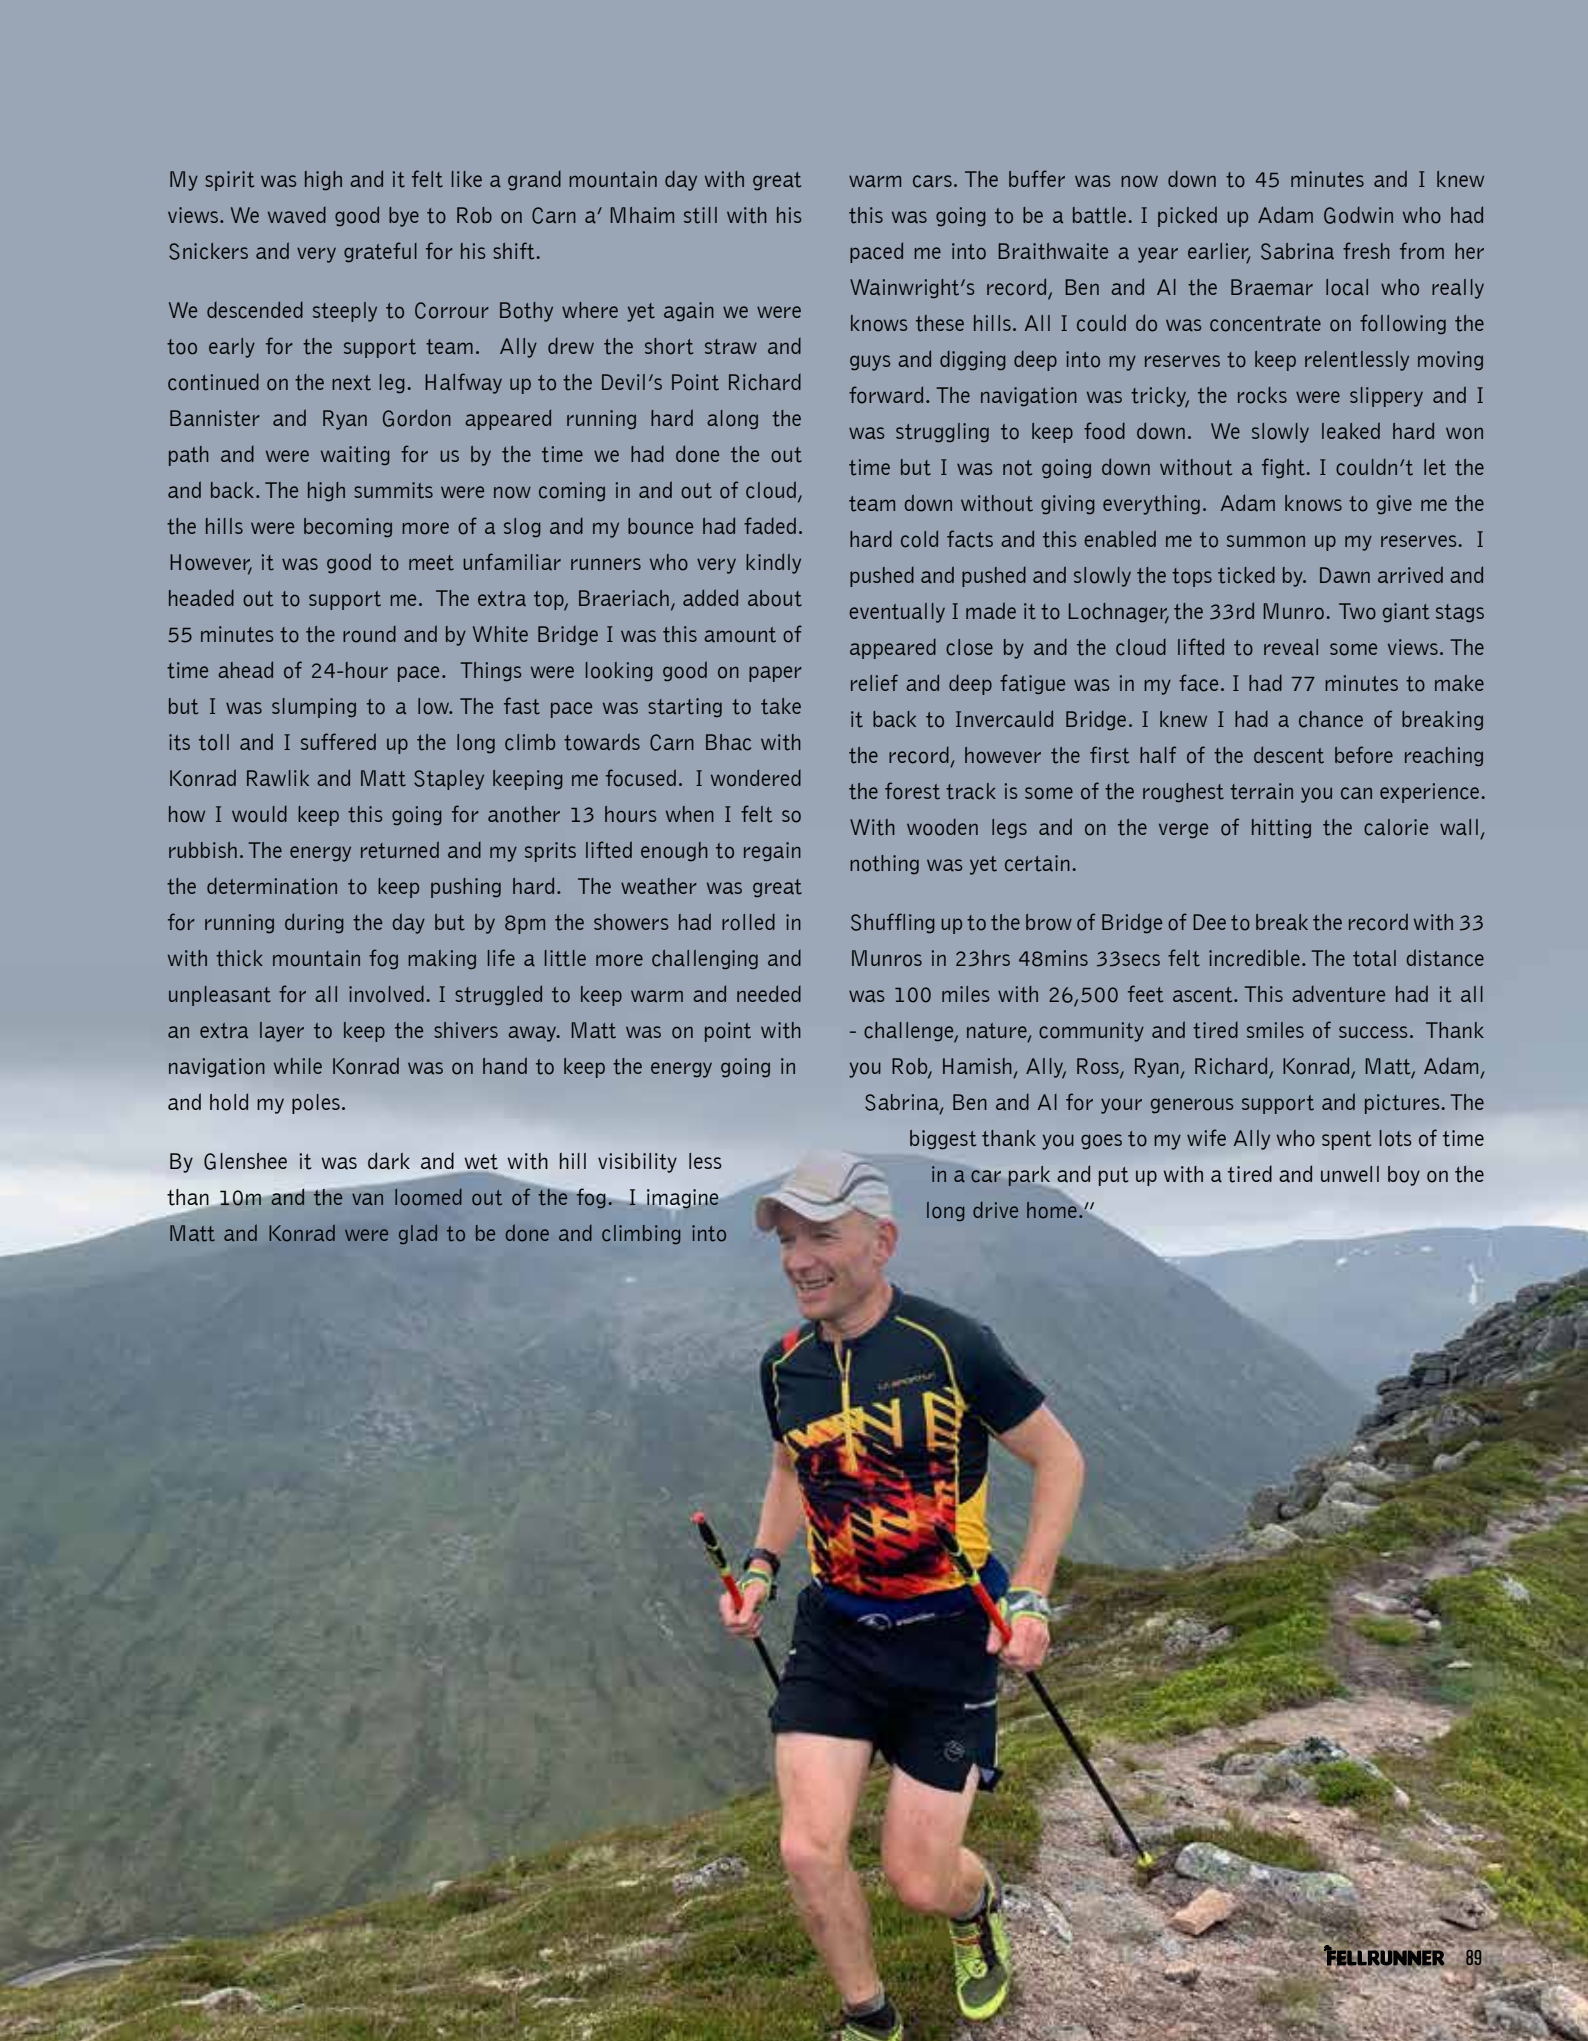 My spirit was high and it felt like a grand mountain day with great
views. We waved good bye to Rob on Carn a’ Mhaim still with his
Snickers and very grateful for his shift.
We descended steeply to Corrour Bothy where yet again we were
too early for the support team. Ally drew the short straw and
continued on the next leg. Halfway up to the Devil’s Point Richard
Bannister and Ryan Gordon appeared running hard along the
path and were waiting for us by the time we had done the out
and back. The high summits were now coming in and out of cloud,
the hills were becoming more of a slog and my bounce had faded.
However, it was good to meet unfamiliar runners who very kindly
headed out to support me. The extra top, Braeriach, added about
55 minutes to the round and by White Bridge I was this amount of
time ahead of 24-hour pace. Things were looking good on paper
but I was slumping to a low. The fast pace was starting to take
its toll and I suffered up the long climb towards Carn Bhac with
Konrad Rawlik and Matt Stapley keeping me focused. I wondered
how I would keep this going for another 13 hours when I felt so
rubbish. The energy returned and my sprits lifted enough to regain
the determination to keep pushing hard. The weather was great
for running during the day but by 8pm the showers had rolled in
with thick mountain fog making life a little more challenging and
unpleasant for all involved. I struggled to keep warm and needed
an extra layer to keep the shivers away. Matt was on point with
navigation while Konrad was on hand to keep the energy going in
and hold my poles.
By Glenshee it was dark and wet with hill visibility less
than 10m and the van loomed out of the fog. I imagine
Matt and Konrad were glad to be done and climbing into
warm cars. The buffer was now down to 45 minutes and I knew
this was going to be a battle. I picked up Adam Godwin who had
paced me into Braithwaite a year earlier, Sabrina fresh from her
Wainwright’s record, Ben and Al the Braemar local who really
knows these hills. All I could do was concentrate on following the
guys and digging deep into my reserves to keep relentlessly moving
forward. The navigation was tricky, the rocks were slippery and I
was struggling to keep food down. We slowly leaked hard won
time but I was not going down without a fight. I couldn’t let the
team down without giving everything. Adam knows to give me the
hard cold facts and this enabled me to summon up my reserves. I
pushed and pushed and slowly the tops ticked by. Dawn arrived and
eventually I made it to Lochnager, the 33rd Munro. Two giant stags
appeared close by and the cloud lifted to reveal some views. The
relief and deep fatigue was in my face. I had 77 minutes to make
it back to Invercauld Bridge. I knew I had a chance of breaking
the record, however the first half of the descent before reaching
the forest track is some of the roughest terrain you can experience.
With wooden legs and on the verge of hitting the calorie wall,
nothing was yet certain.
Shuffling up to the brow of Bridge of Dee to break the record with 33
Munros in 23hrs 48mins 33secs felt incredible. The total distance
was 100 miles with 26,500 feet ascent. This adventure had it all
- challenge, nature, community and tired smiles of success. Thank
you Rob, Hamish, Ally, Ross, Ryan, Richard, Konrad, Matt, Adam,
Sabrina, Ben and Al for your generous support and pictures. The
biggest thank you goes to my wife Ally who spent lots of time
in a car park and put up with a tired and unwell boy on the
long drive home.”
LA SPORTIVA
FELLRUNNER 89